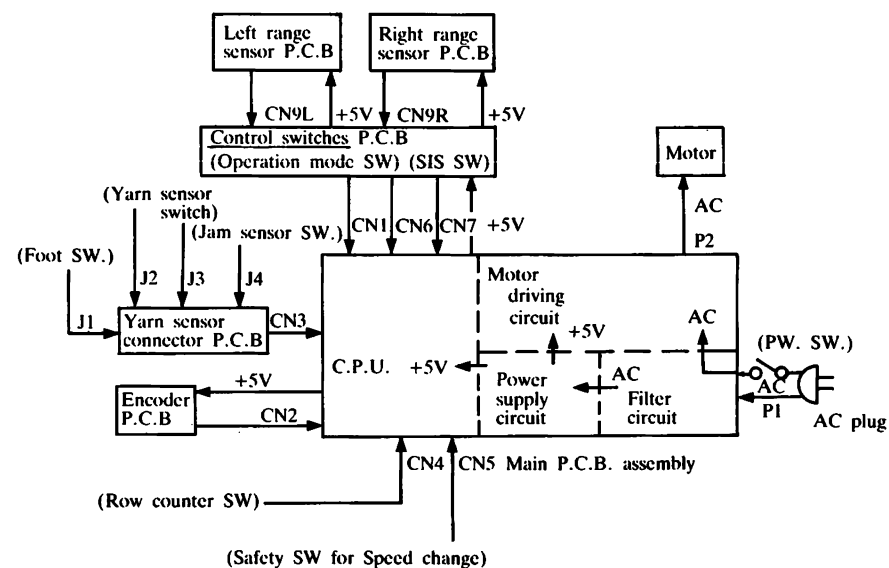 Left range
sensor P.C.B
Right range
sensor P.C.B
CN9L
+5V
CN9R
+5V
Control switches P.C.B
(Operation mode SW) (SIS SW)
Motor
(Yarn sensor
switch)
(Jam sensor SW.)
(Foot SW.)
CN1
CN6
CN7
+5V
AC
P2
J2
J3
J4
J1
Yarn sensor
connector P.C.B
CN3
Motor
driving
circuit
AC
+5V
(PW. SW.)
C.P.U.
+5V
Power
supply
circuit
AC
Filter
circuit
AC
P1
AC plug
Encoder
P.C.B
+5V
CN2
CN4
CN5
Main P.C.B. assembly
(Row counter SW)
(Safety SW for Speed change)